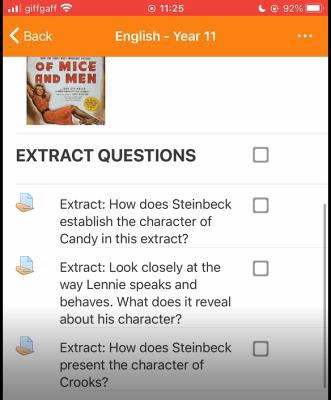 giffgaff 11:25 92%
Back English - Year 11 ...
OF MICE
AND MEN
EXTRACT QUESTIONS
Extract: How does Steinbeck
establish the character of
Candy in this extract?
Extract: Look closely at the
way Lennie speaks and
behaves. What does it reveal
about his character?
Extract: How does Steinbeck
present the character of
Crooks?